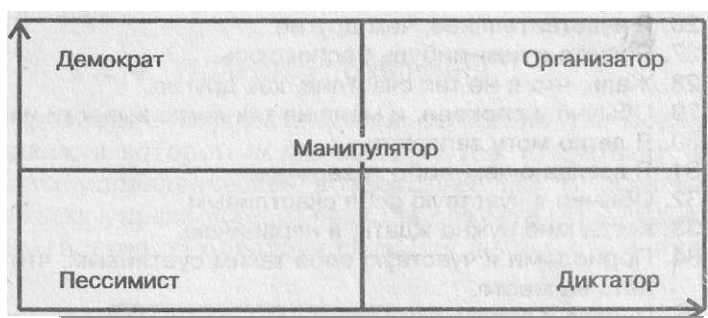 Демократ Организатор
Манипулятор
Пессимист Диктатор